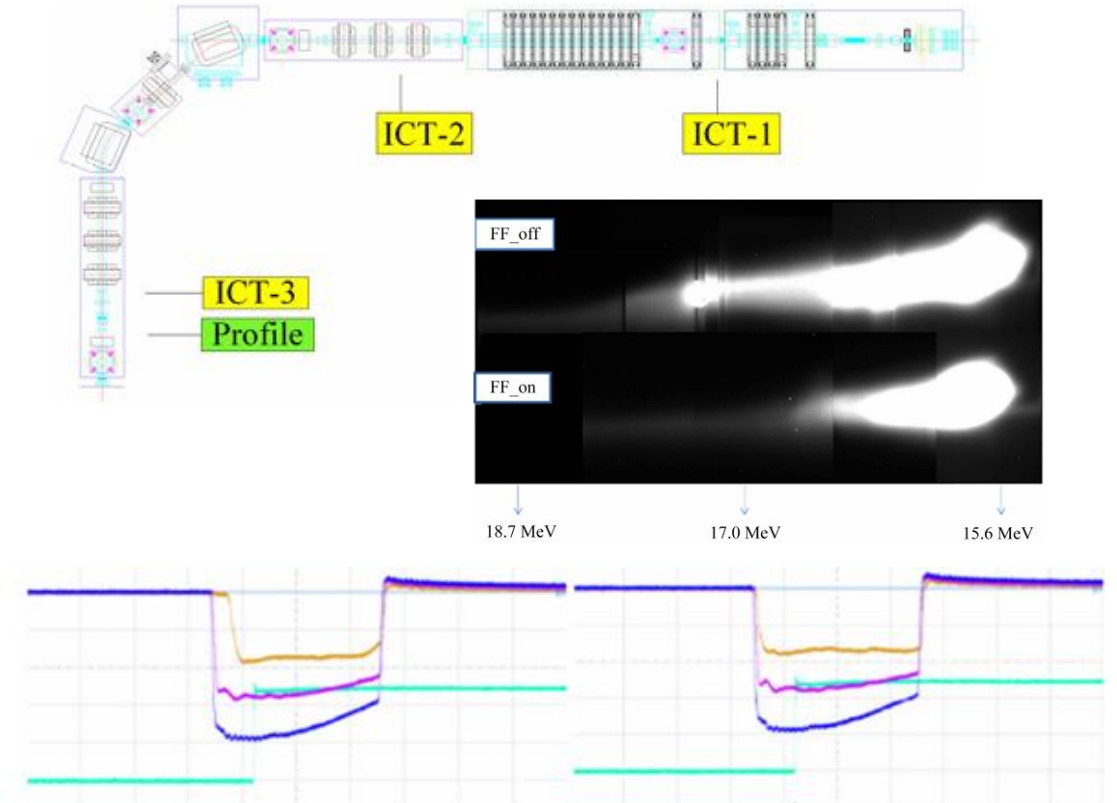 ICT-2
ICT-1
ICT-3
Profile
FF_off
FF_on
18.7 MeV
17.0 MeV
15.6 MeV